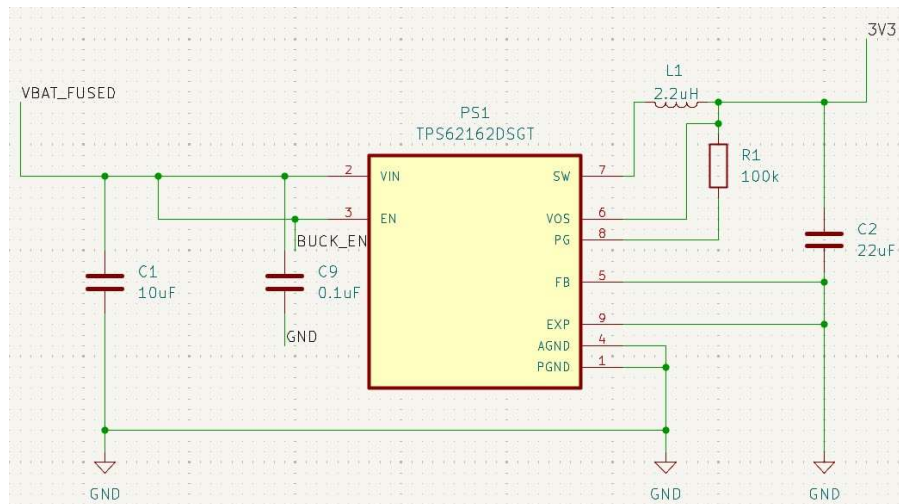 3V3
L1
2.2uH
VBAT_FUSED
PS1
TPS62162DSGT
2 VIN SW 7
R1
100k
3 EN VOS 6
BUCK_EN
PG 8
C2
22uF
C1
10uF
C9
0.1uF
FB 5
GND
EXP 9
AGND 4
PGND 1
GND
GND
GND